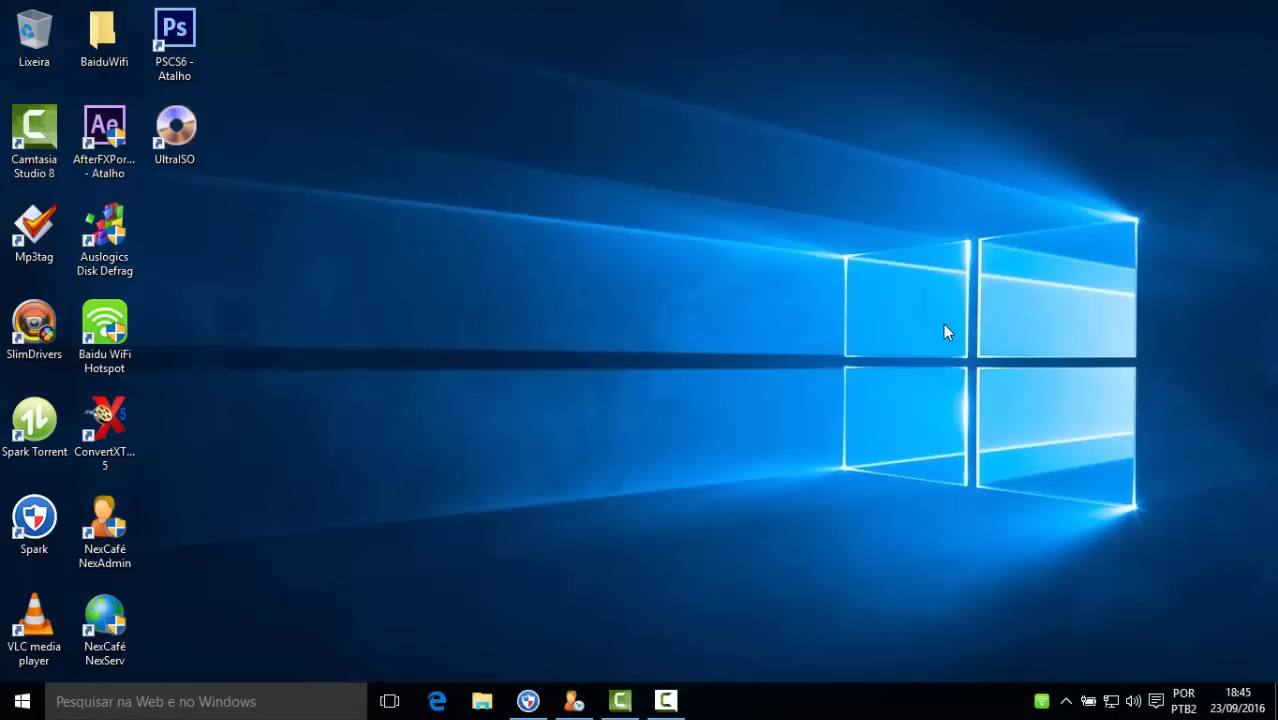 Lixeira
BaiduWifi
PSCS6 -
Atalho
Camtasia
Studio 8
AfterFXPor...
- Atalho
UltraISO
Mp3tag
Auslogics
Disk Defrag
SlimDrivers
Baidu WiFi
Hotspot
Spark Torrent
ConvertXT...
5
Spark
NexCafé
NexAdmin
VLC media
player
NexCafé
NexServ
Ps
Ae
Pesquisar na Web e no Windows
POR
PTB2
18:45
23/09/2016